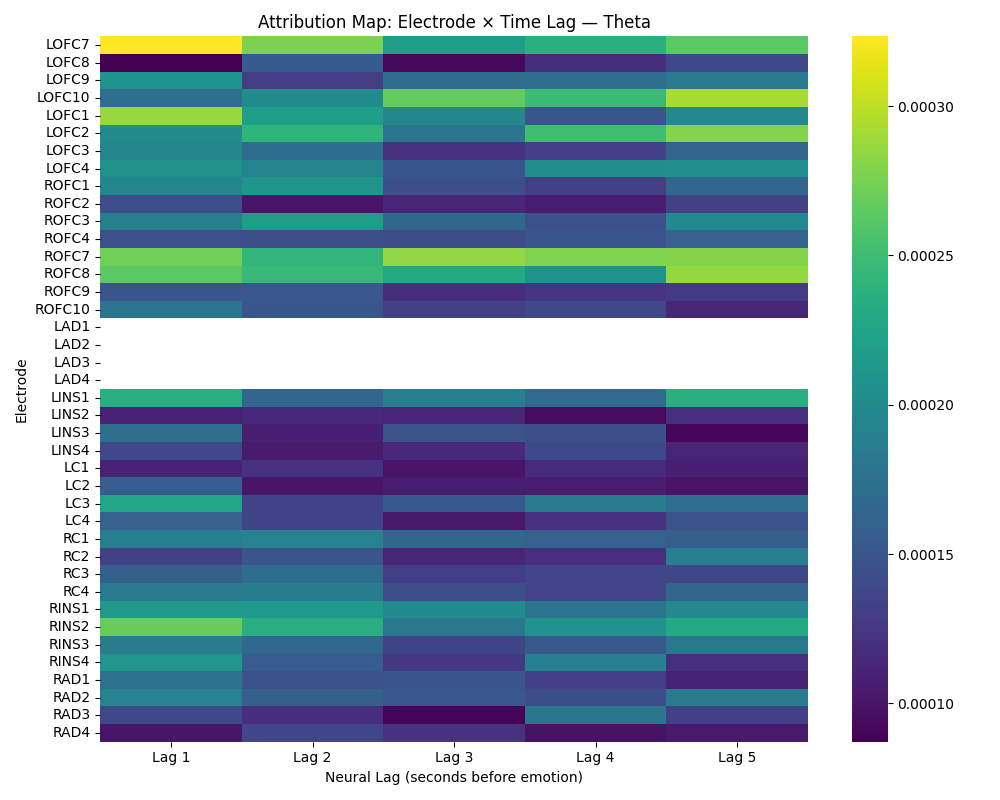 Attribution Map: Electrode × Time Lag — Theta
LOFC7
LOFC8
LOFC9
LOFC10
LOFC1
LOFC2
LOFC3
LOFC4
ROFC1
ROFC2
ROFC3
ROFC4
ROFC7
ROFC8
ROFC9
ROFC10
LAD1
LAD2
LAD3
LAD4
LINS1
LINS2
LINS3
LINS4
LC1
LC2
LC3
LC4
RC1
RC2
RC3
RC4
RINS1
RINS2
RINS3
RINS4
RAD1
RAD2
RAD3
RAD4
Electrode
Lag 1 Lag 2 Lag 3 Lag 4 Lag 5
Neural Lag (seconds before emotion)
0.00030
0.00025
0.00020
0.00015
0.00010